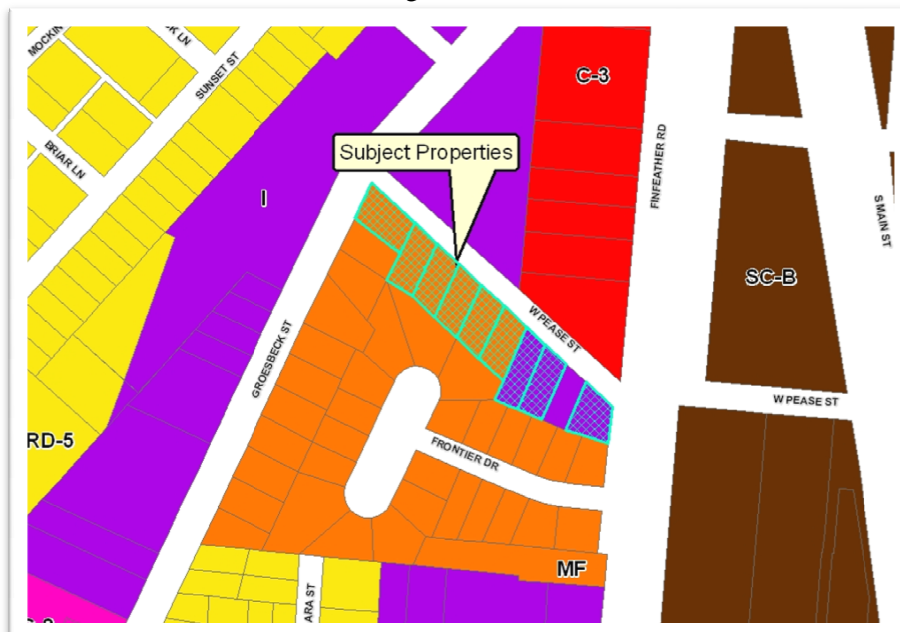 MOCKIN
CK LN
SUNSET ST
C-3
Subject Properties
FINFEATHER RD
BRIAR LN
I
S MAIN ST
SC-B
W PEASE ST
GROESBECK ST
W PEASE ST
RD-5
FRONTIER DR
MF
ARA ST